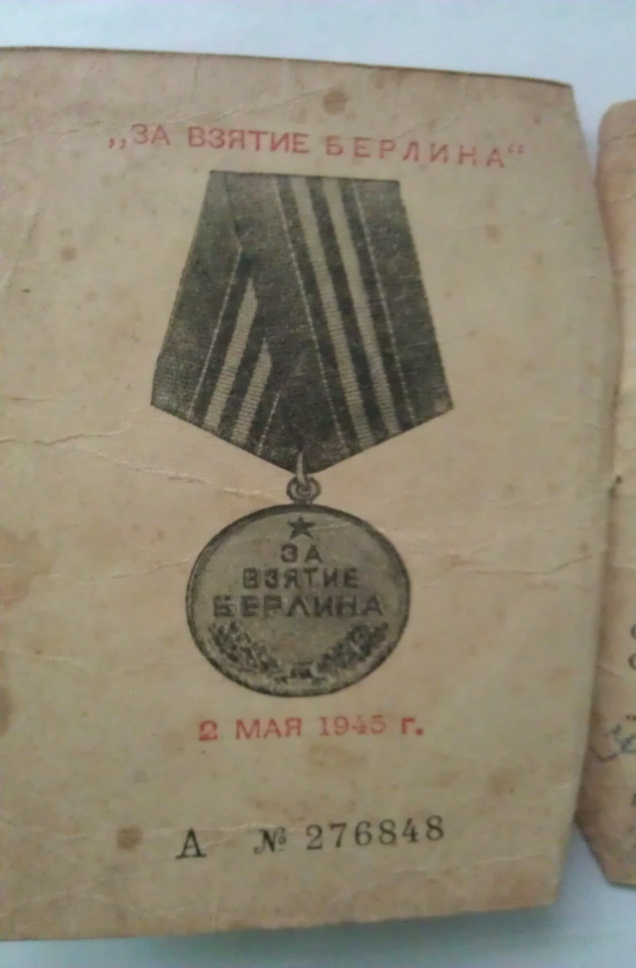 „ЗА ВЗЯТИЕ БЕРЛИНА“
ЗА
ВЗЯТИЕ
БЕРЛИНА
2 МАЯ 1945 г.
А № 276848